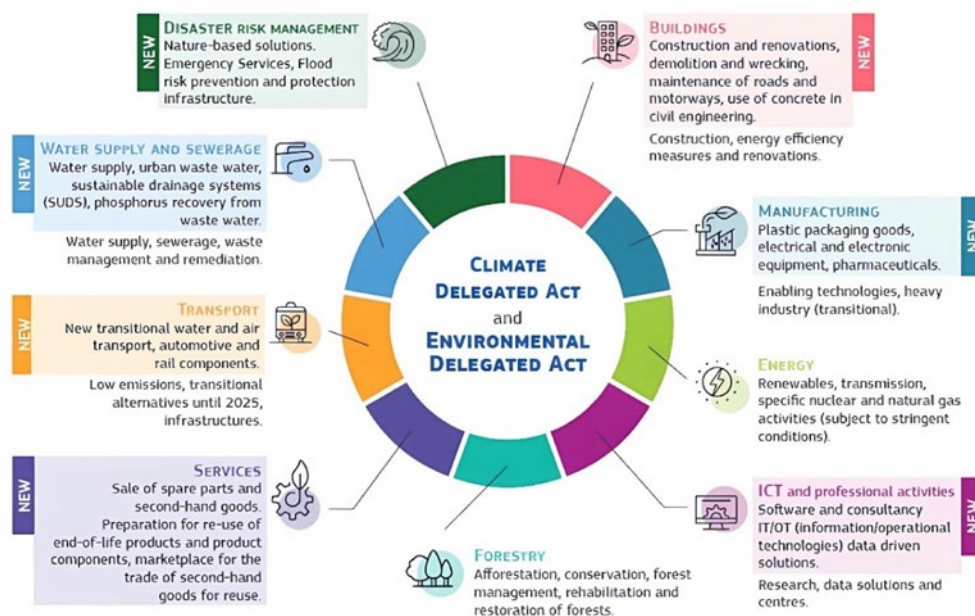 NEW
DISASTER RISK MANAGEMENT
Nature-based solutions.
Emergency Services, Flood
risk prevention and protection
infrastructure.
BUILDINGS
Construction and renovations,
demolition and wrecking,
maintenance of roads and
motorways, use of concrete in
civil engineering.
NEW
Construction, energy efficiency
measures and renovations.
NEW
WATER SUPPLY AND SEWERAGE
Water supply, urban waste water,
sustainable drainage systems
(SUDS), phosphorus recovery from
waste water.
Water supply, sewerage, waste
management and remediation.
MANUFACTURING
Plastic packaging goods,
electrical and electronic
equipment, pharmaceuticals.
NEW
Enabling technologies, heavy
industry (transitional).
CLIMATE
DELEGATED ACT
and
ENVIRONMENTAL
DELEGATED ACT
NEW
TRANSPORT
New transitional water and air
transport, automotive and
rail components.
Low emissions, transitional
alternatives until 2025,
infrastructures.
ENERGY
Renewables, transmission,
specific nuclear and natural gas
activities (subject to stringent
conditions).
NEW
SERVICES
Sale of spare parts and
second-hand goods.
Preparation for re-use of
end-of-life products and product
components, marketplace for the
trade of second-hand
goods for reuse.
FORESTRY
Afforestation, conservation, forest
management, rehabilitation and
restoration of forests.
ICT and professional activities
Software and consultancy
IT/OT (information/operational
technologies) data driven
solutions.
NEW
Research, data solutions and
centres.